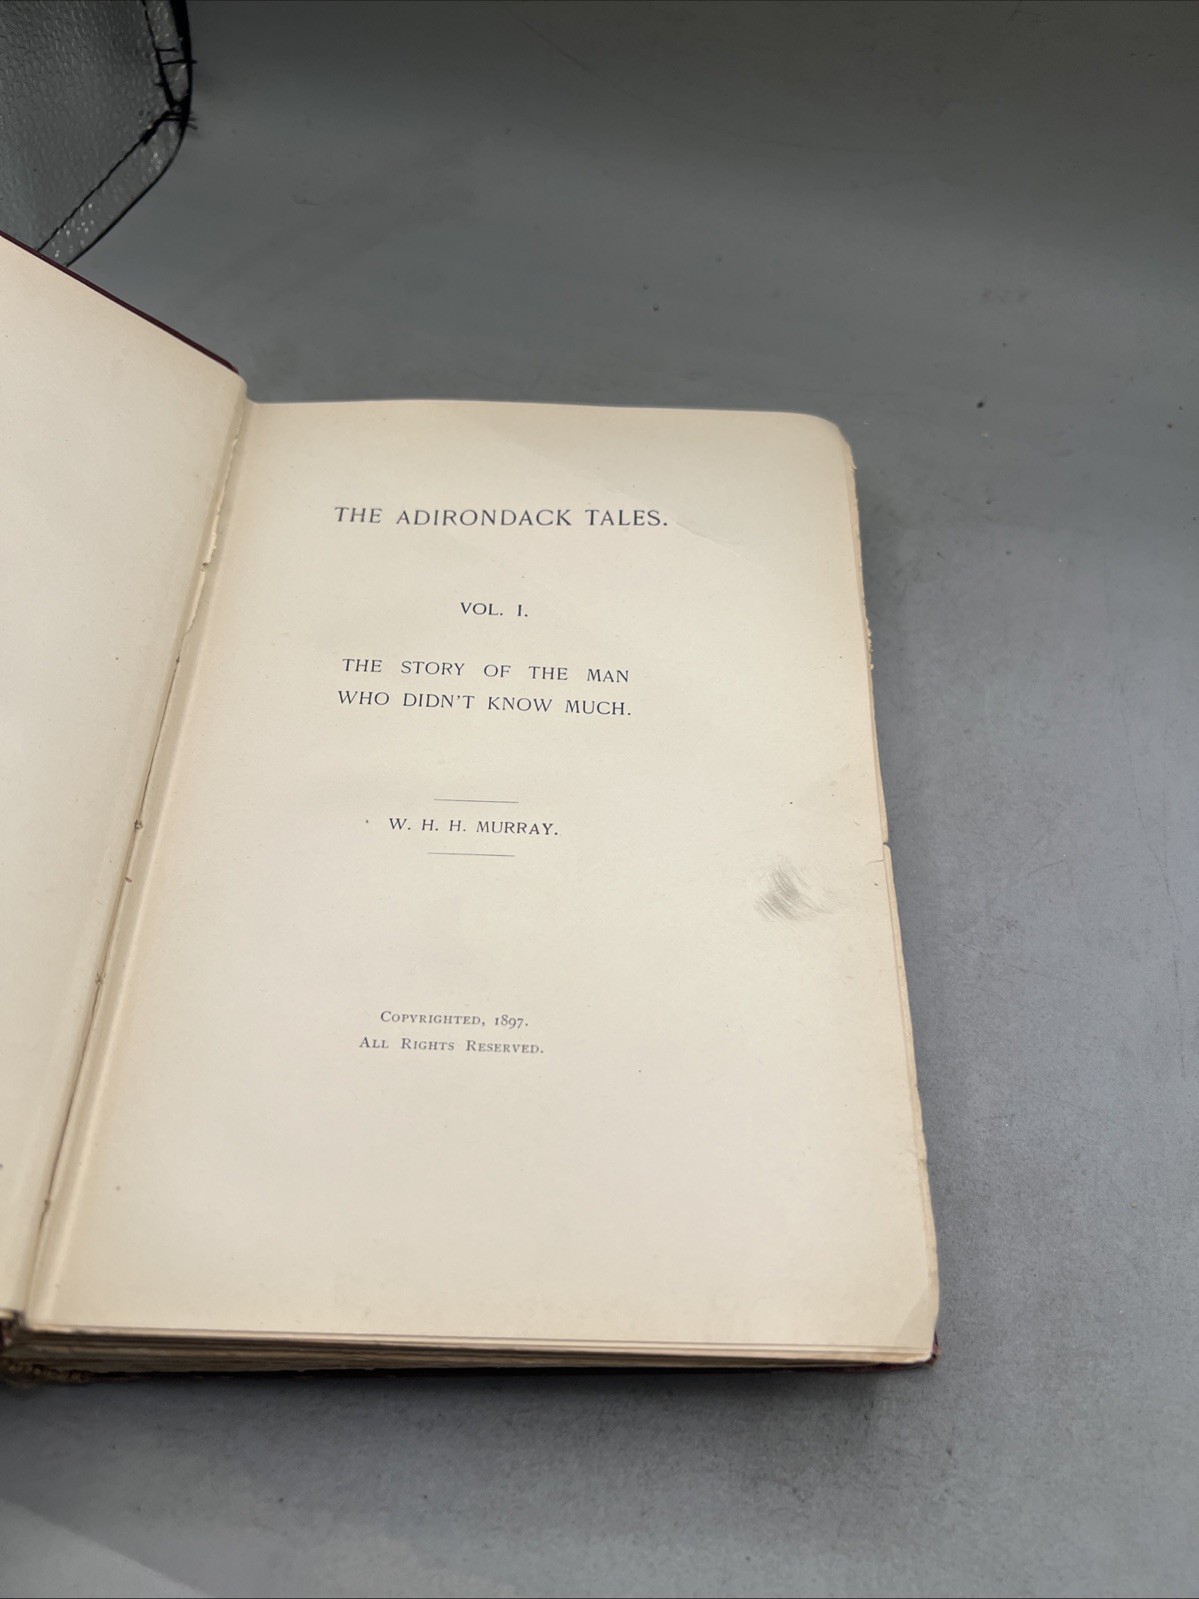 THE ADIRONDACK TALES.
VOL. I.
THE STORY OF THE MAN
WHO DIDN'T KNOW MUCH.
W. H. H. MURRAY.
COPYRIGHTED, 1897.
ALL RIGHTS RESERVED.